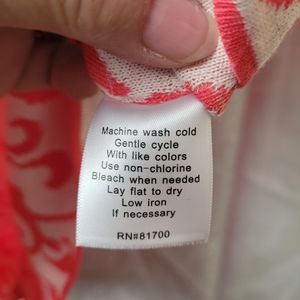 Machine wash cold
Gentle cycle
With like colors
Use non-chlorine
Bleach when needed
Lay flat to dry
Low iron
If necessary
RN#81700